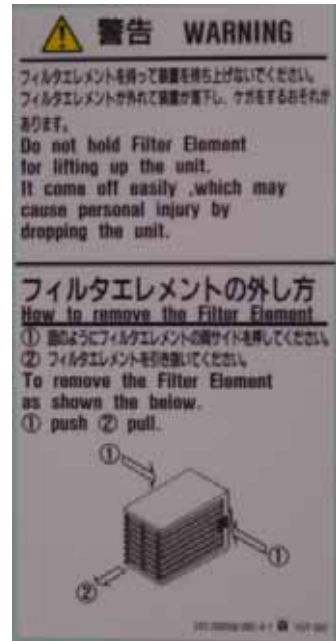 警告 WARNING
フィルタエレメントを持って装置を持ち上げないでください。
フィルタエレメントが外れて装置が落下し、ケガをするおそれが
あります。
Do not hold Filter Element
for lifting up the unit.
It come off easily ,which may
cause personal injury by
dropping the unit.
フィルタエレメントの外し方
How to remove the Filter Element
① 図のようにフィルタエレメントの両サイドを押してください。
② フィルタエレメントを引き抜いてください。
To remove the Filter Element
as shown the below.
① push ② pull.
①
①
②